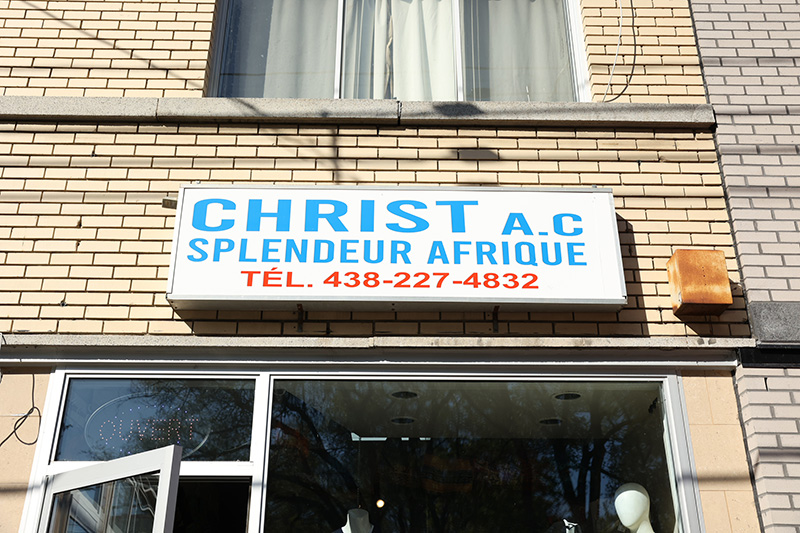 CHRIST A.C
SPLENDEUR AFRIQUE
TÉL. 438-227-4832
OUVERT